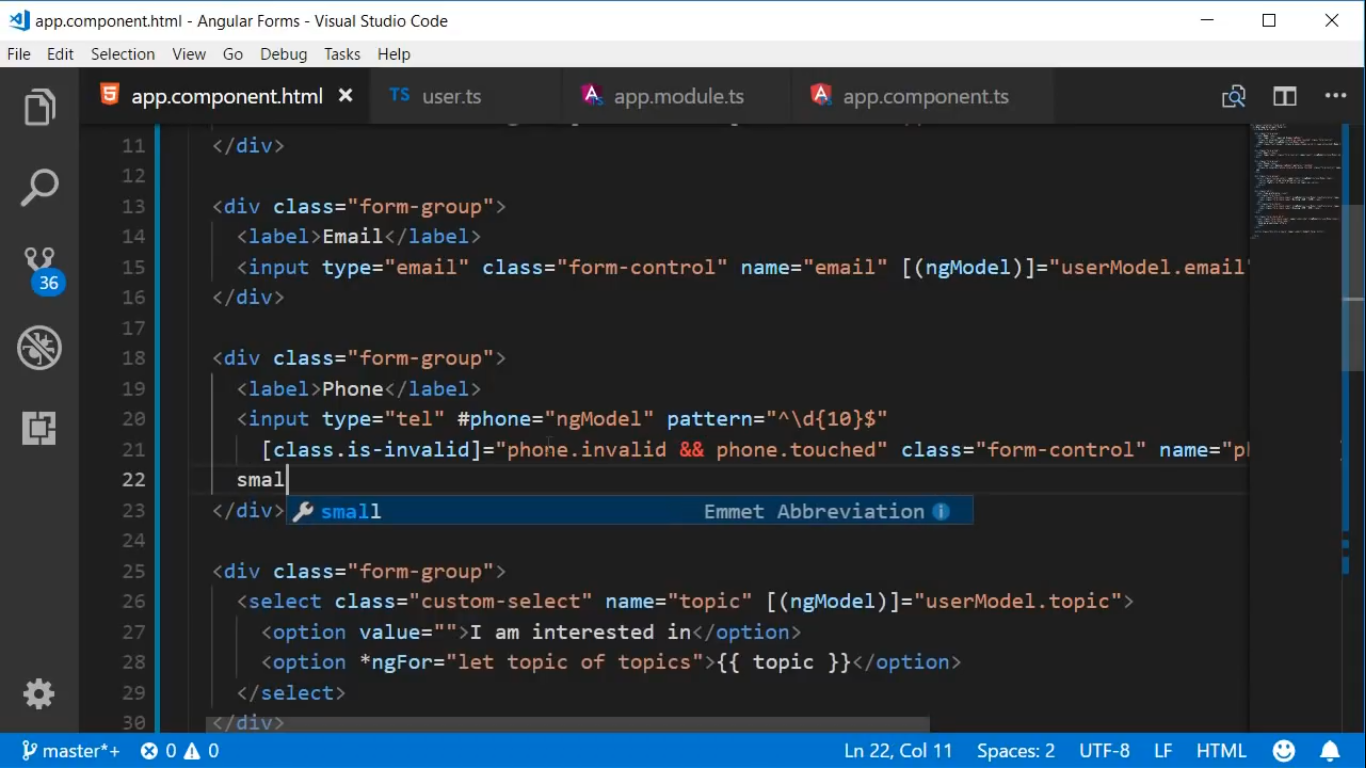 app.component.html - Angular Forms - Visual Studio Code
File Edit Selection View Go Debug Tasks Help
app.component.html TS user.ts app.module.ts app.component.ts
11 </div>
12
13 <div class="form-group">
14 <label>Email</label>
15 <input type="email" class="form-control" name="email" [(ngModel)]="userModel.email"
16 </div>
17
18 <div class="form-group">
19 <label>Phone</label>
20 <input type="tel" #phone="ngModel" pattern="^\d{10}$"
21 [class.is-invalid]="phone.invalid && phone.touched" class="form-control" name="ph
22 smal
small Emmet Abbreviation
23 </div>
24
25 <div class="form-group">
26 <select class="custom-select" name="topic" [(ngModel)]="userModel.topic">
27 <option value="">I am interested in</option>
28 <option *ngFor="let topic of topics">{{ topic }}</option>
29 </select>
30 </div>
36
master*+ 0 0 Ln 22, Col 11 Spaces: 2 UTF-8 LF HTML